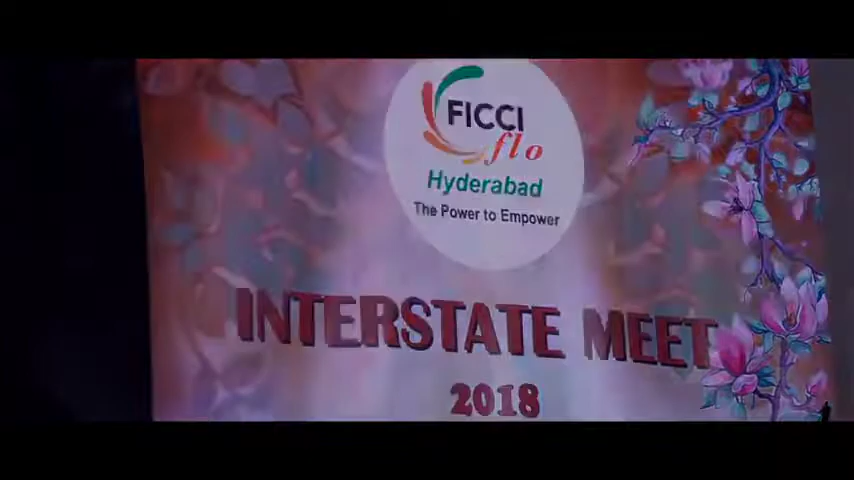 FICCI
flo
Hyderabad
The Power to Empower
INTERSTATE MEET
2018